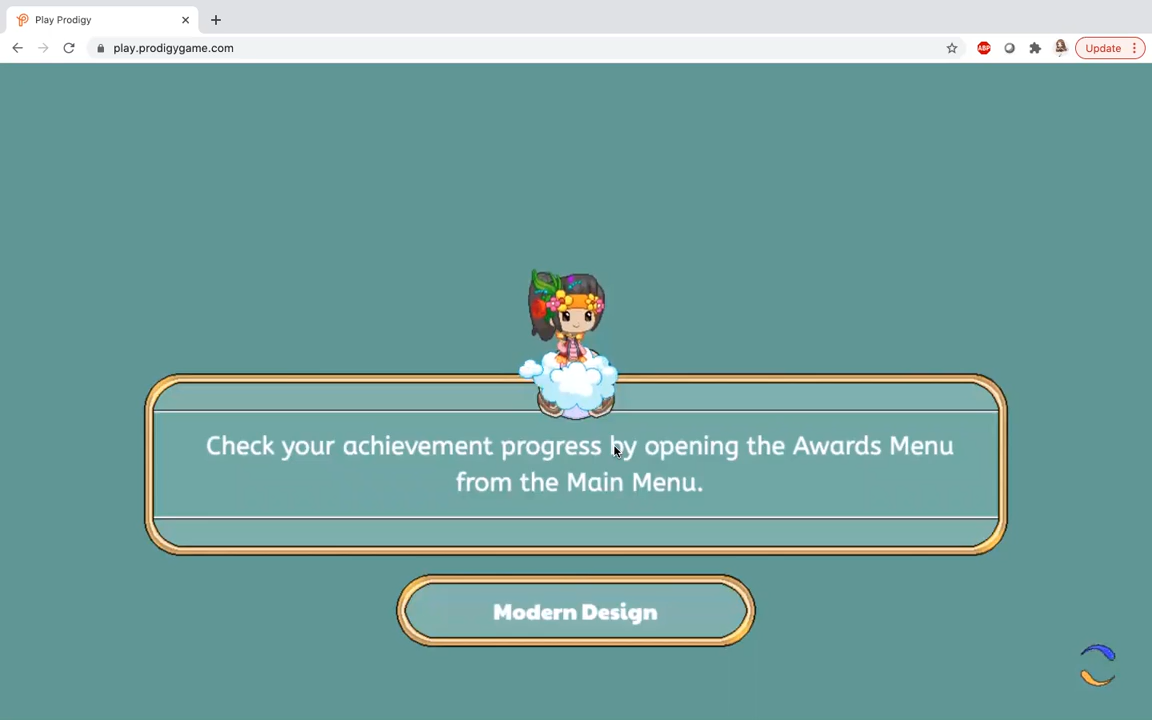 Play Prodigy
play.prodigygame.com
ABP
Update
Check your achievement progress by opening the Awards Menu
from the Main Menu.
Modern Design